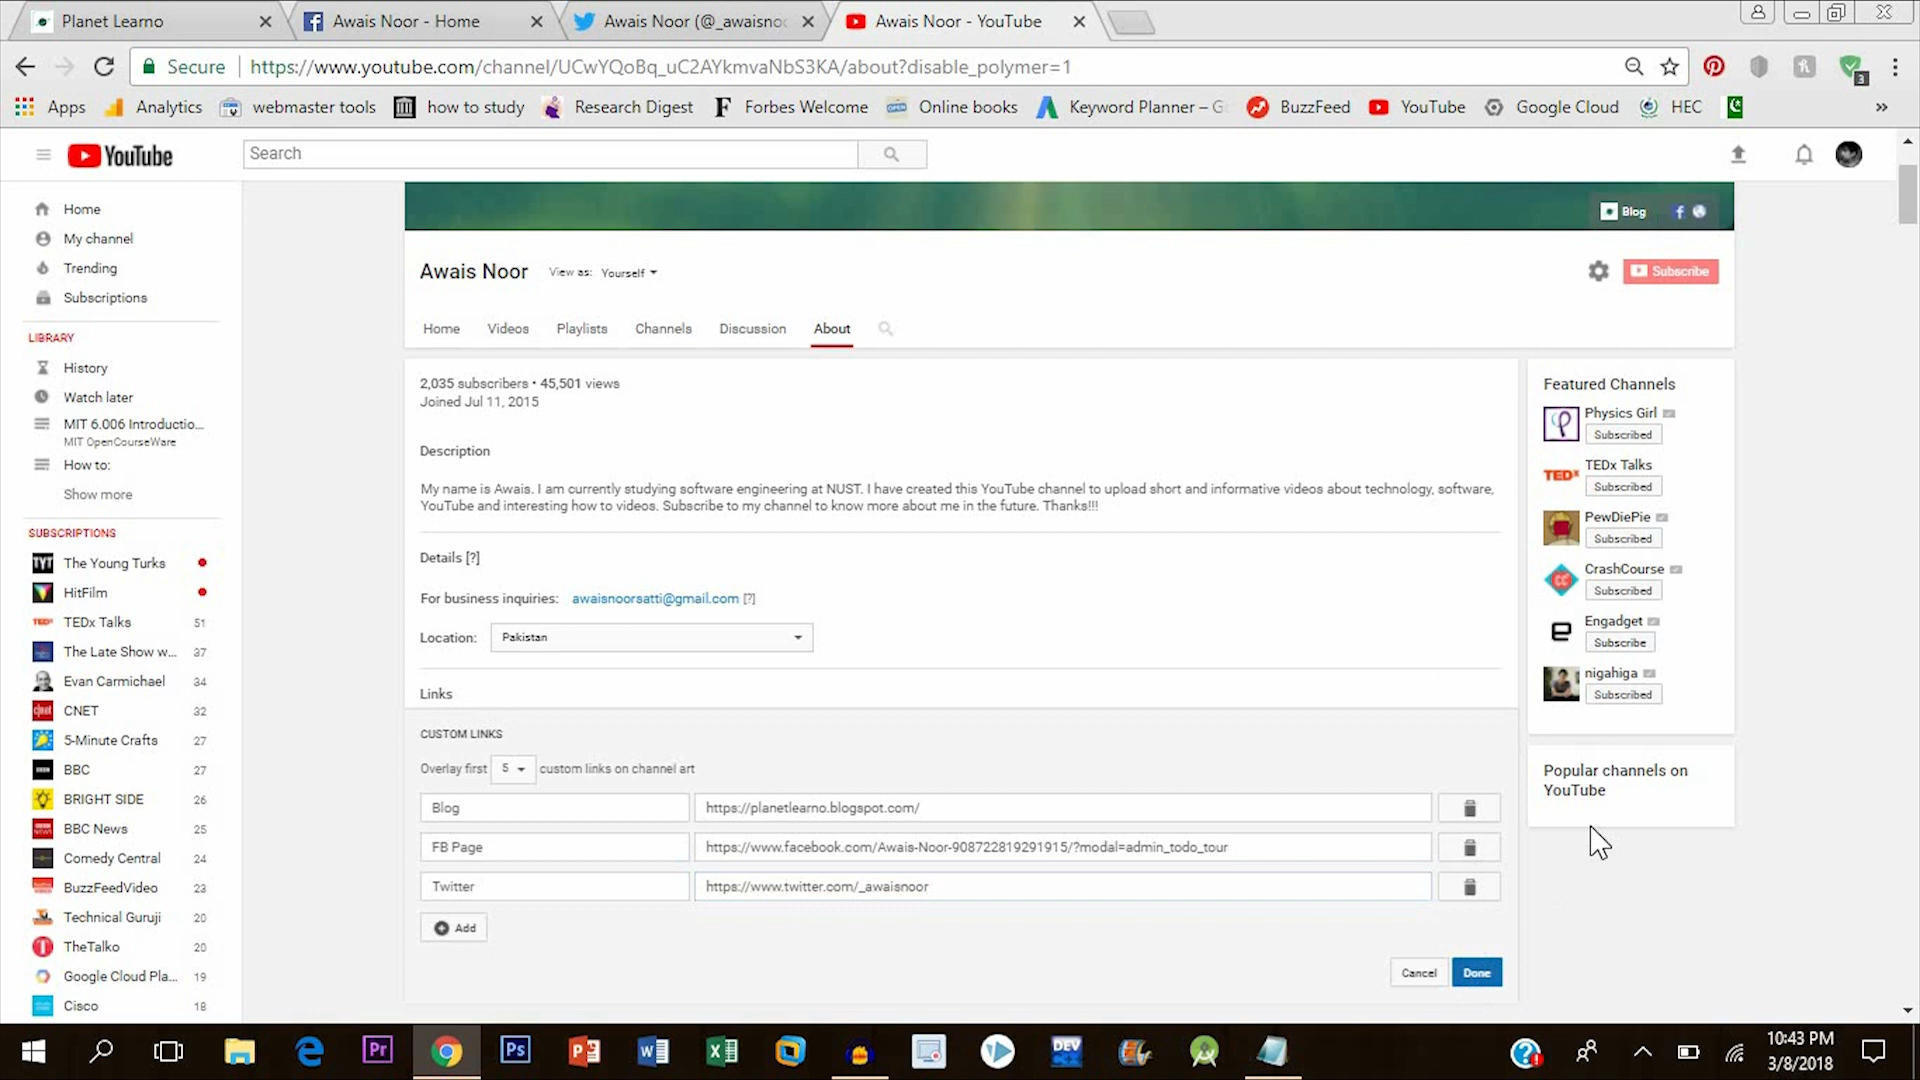 Planet Learno
Awais Noor - Home
Awais Noor (@_awaisnoo
Awais Noor - YouTube
Secure
https://www.youtube.com/channel/UCwYQoBq_uC2AYkmvaNbS3KA/about?disable_polymer=1
3
Apps
Analytics
webmaster tools
how to study
Research Digest
Forbes Welcome
Online books
Keyword Planner – G
BuzzFeed
YouTube
Google Cloud
HEC
»
YouTube
Search
Home
My channel
Trending
Subscriptions
LIBRARY
History
Watch later
MIT 6.006 Introductio...
MIT OpenCourseWare
How to:
Show more
SUBSCRIPTIONS
The Young Turks
HitFilm
TEDx Talks 51
The Late Show w... 37
Evan Carmichael 34
CNET 32
5-Minute Crafts 27
BBC 27
BRIGHT SIDE 26
BBC News 25
Comedy Central 24
BuzzFeedVideo 23
Technical Guruji 20
TheTalko 20
Google Cloud Pla... 19
Cisco 18
Blog
Awais Noor
View as: Yourself
Subscribe
Home
Videos
Playlists
Channels
Discussion
About
2,035 subscribers • 45,501 views
Joined Jul 11, 2015
Description
My name is Awais. I am currently studying software engineering at NUST. I have created this YouTube channel to upload short and informative videos about technology, software,
YouTube and interesting how to videos. Subscribe to my channel to know more about me in the future. Thanks!!!
Details [?]
For business inquiries: awaisnoorsatti@gmail.com [?]
Location: Pakistan
Links
CUSTOM LINKS
Overlay first 5 custom links on channel art
Blog https://planetlearno.blogspot.com/
FB Page https://www.facebook.com/Awais-Noor-908722819291915/?modal=admin_todo_tour
Twitter https://www.twitter.com/_awaisnoor
Add
Cancel
Done
Featured Channels
Physics Girl
Subscribed
TEDx
TEDx Talks
Subscribed
PewDiePie
Subscribed
CrashCourse
Subscribed
Engadget
Subscribe
nigahiga
Subscribed
Popular channels on
YouTube
Pr
Ps
DEV
10:43 PM
3/8/2018